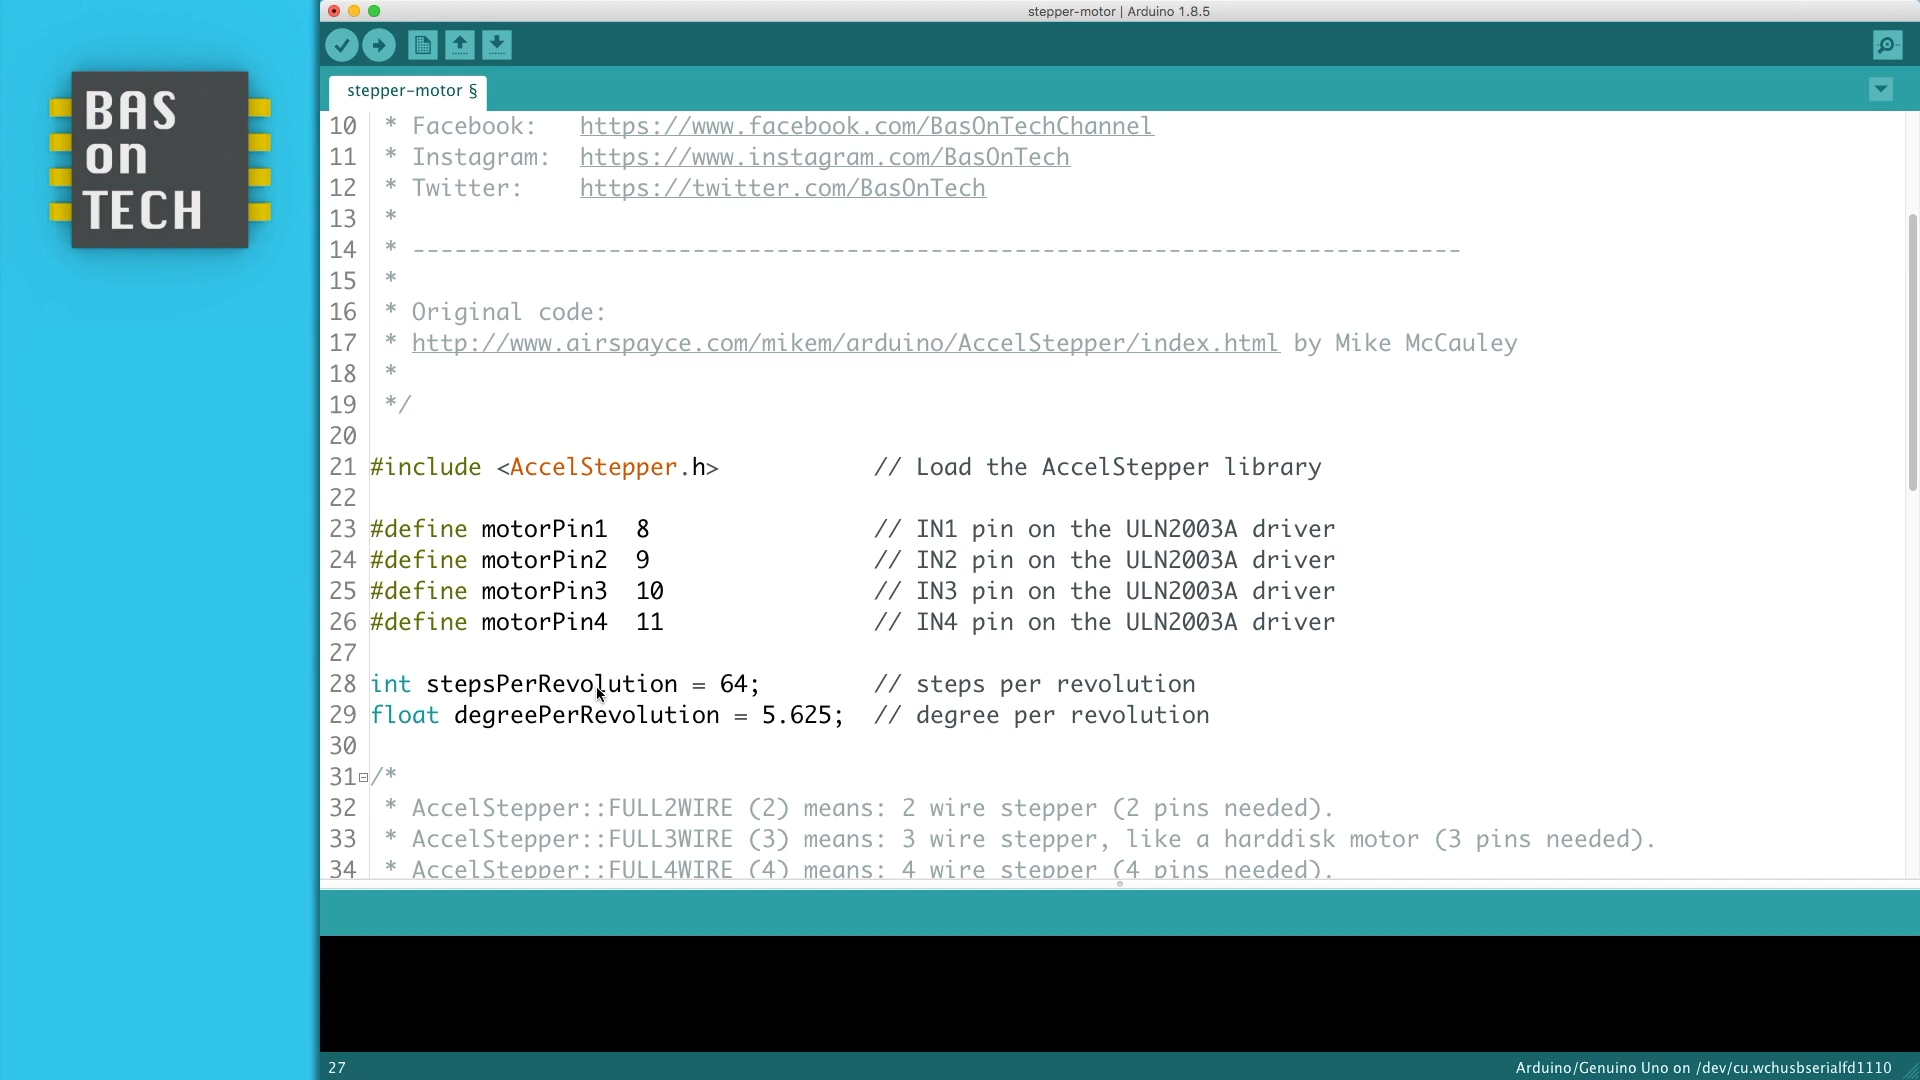 stepper-motor | Arduino 1.8.5
BAS
on
TECH
stepper-motor §
10 * Facebook: https://www.facebook.com/BasOnTechChannel
11 * Instagram: https://www.instagram.com/BasOnTech
12 * Twitter: https://twitter.com/BasOnTech
13 *
14 * ---------------------------------------------------------------------------
15 *
16 * Original code:
17 * http://www.airspayce.com/mikem/arduino/AccelStepper/index.html by Mike McCauley
18 *
19 */
20
21 #include <AccelStepper.h> // Load the AccelStepper library
22
23 #define motorPin1 8 // IN1 pin on the ULN2003A driver
24 #define motorPin2 9 // IN2 pin on the ULN2003A driver
25 #define motorPin3 10 // IN3 pin on the ULN2003A driver
26 #define motorPin4 11 // IN4 pin on the ULN2003A driver
27
28 int stepsPerRevolution = 64; // steps per revolution
29 float degreePerRevolution = 5.625; // degree per revolution
30
31 /*
32 * AccelStepper::FULL2WIRE (2) means: 2 wire stepper (2 pins needed).
33 * AccelStepper::FULL3WIRE (3) means: 3 wire stepper, like a harddisk motor (3 pins needed).
34 * AccelStepper::FULL4WIRE (4) means: 4 wire stepper (4 pins needed).
27
Arduino/Genuino Uno on /dev/cu.wchusbserialfd1110